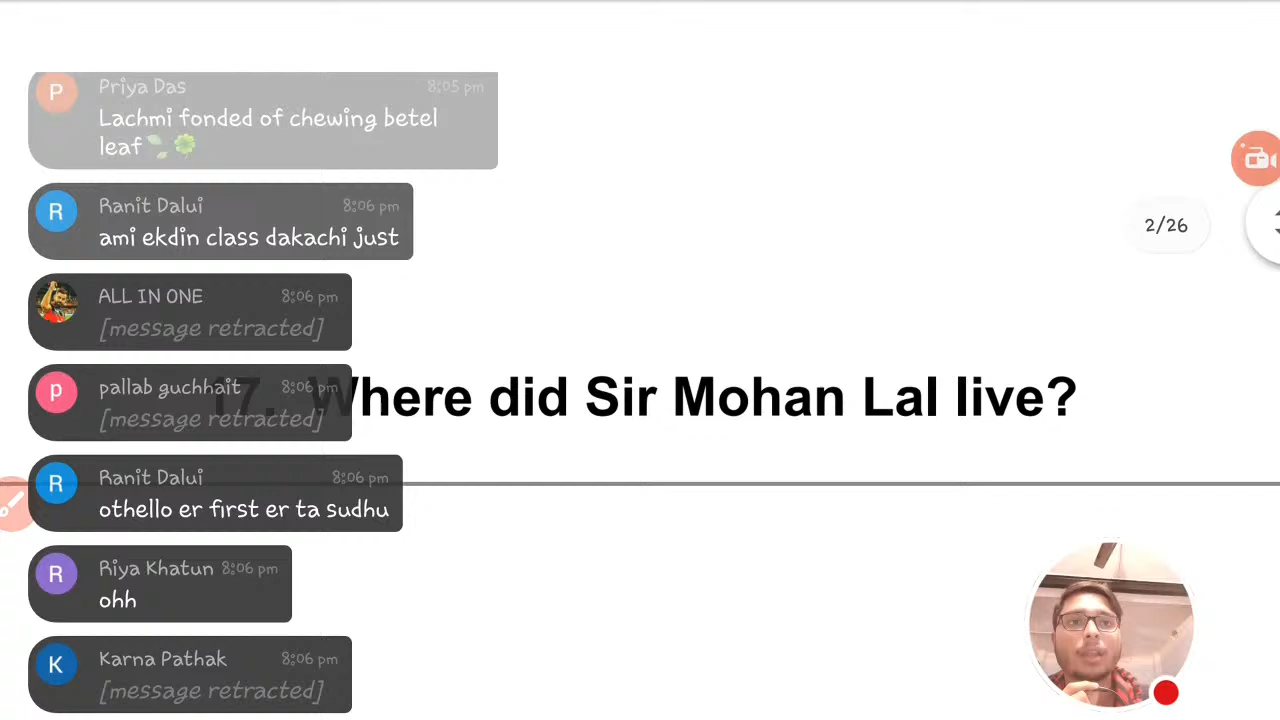 Priya Das 8:05 pm
Lachmi fonded of chewing betel
leaf
Ranit Dalui 8:06 pm
ami ekdin class dakachi just
2/26
ALL IN ONE 8:06 pm
[message retracted]
pallab guchhait 8:06 pm
[message retracted]
17. Where did Sir Mohan Lal live?
Ranit Dalui 8:06 pm
othello er first er ta sudhu
Riya Khatun 8:06 pm
ohh
Karna Pathak 8:06 pm
[message retracted]
P
R
P
R
R
K